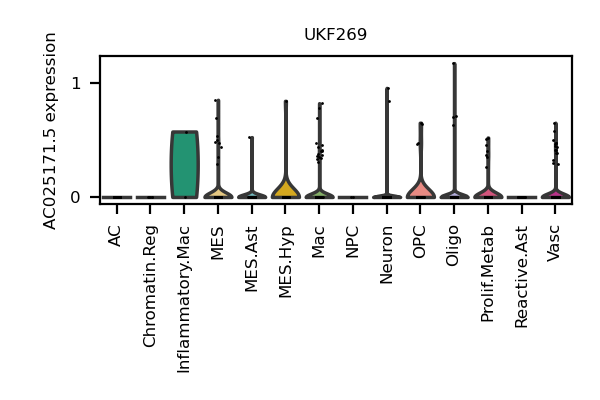 UKF269
AC025171.5 expression
1
0
AC
Chromatin.Reg
Inflammatory.Mac
MES
MES.Ast
MES.Hyp
Mac
NPC
Neuron
OPC
Oligo
Prolif.Metab
Reactive.Ast
Vasc